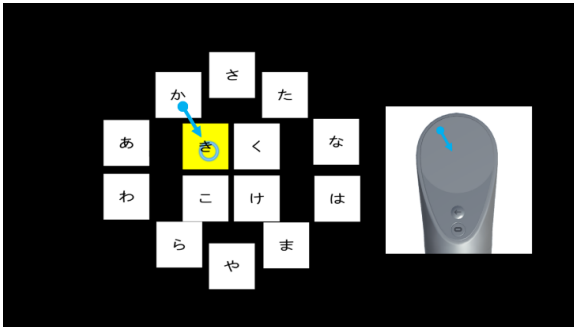 さ
か た
あ き く な
わ こ け は
ら ま
や